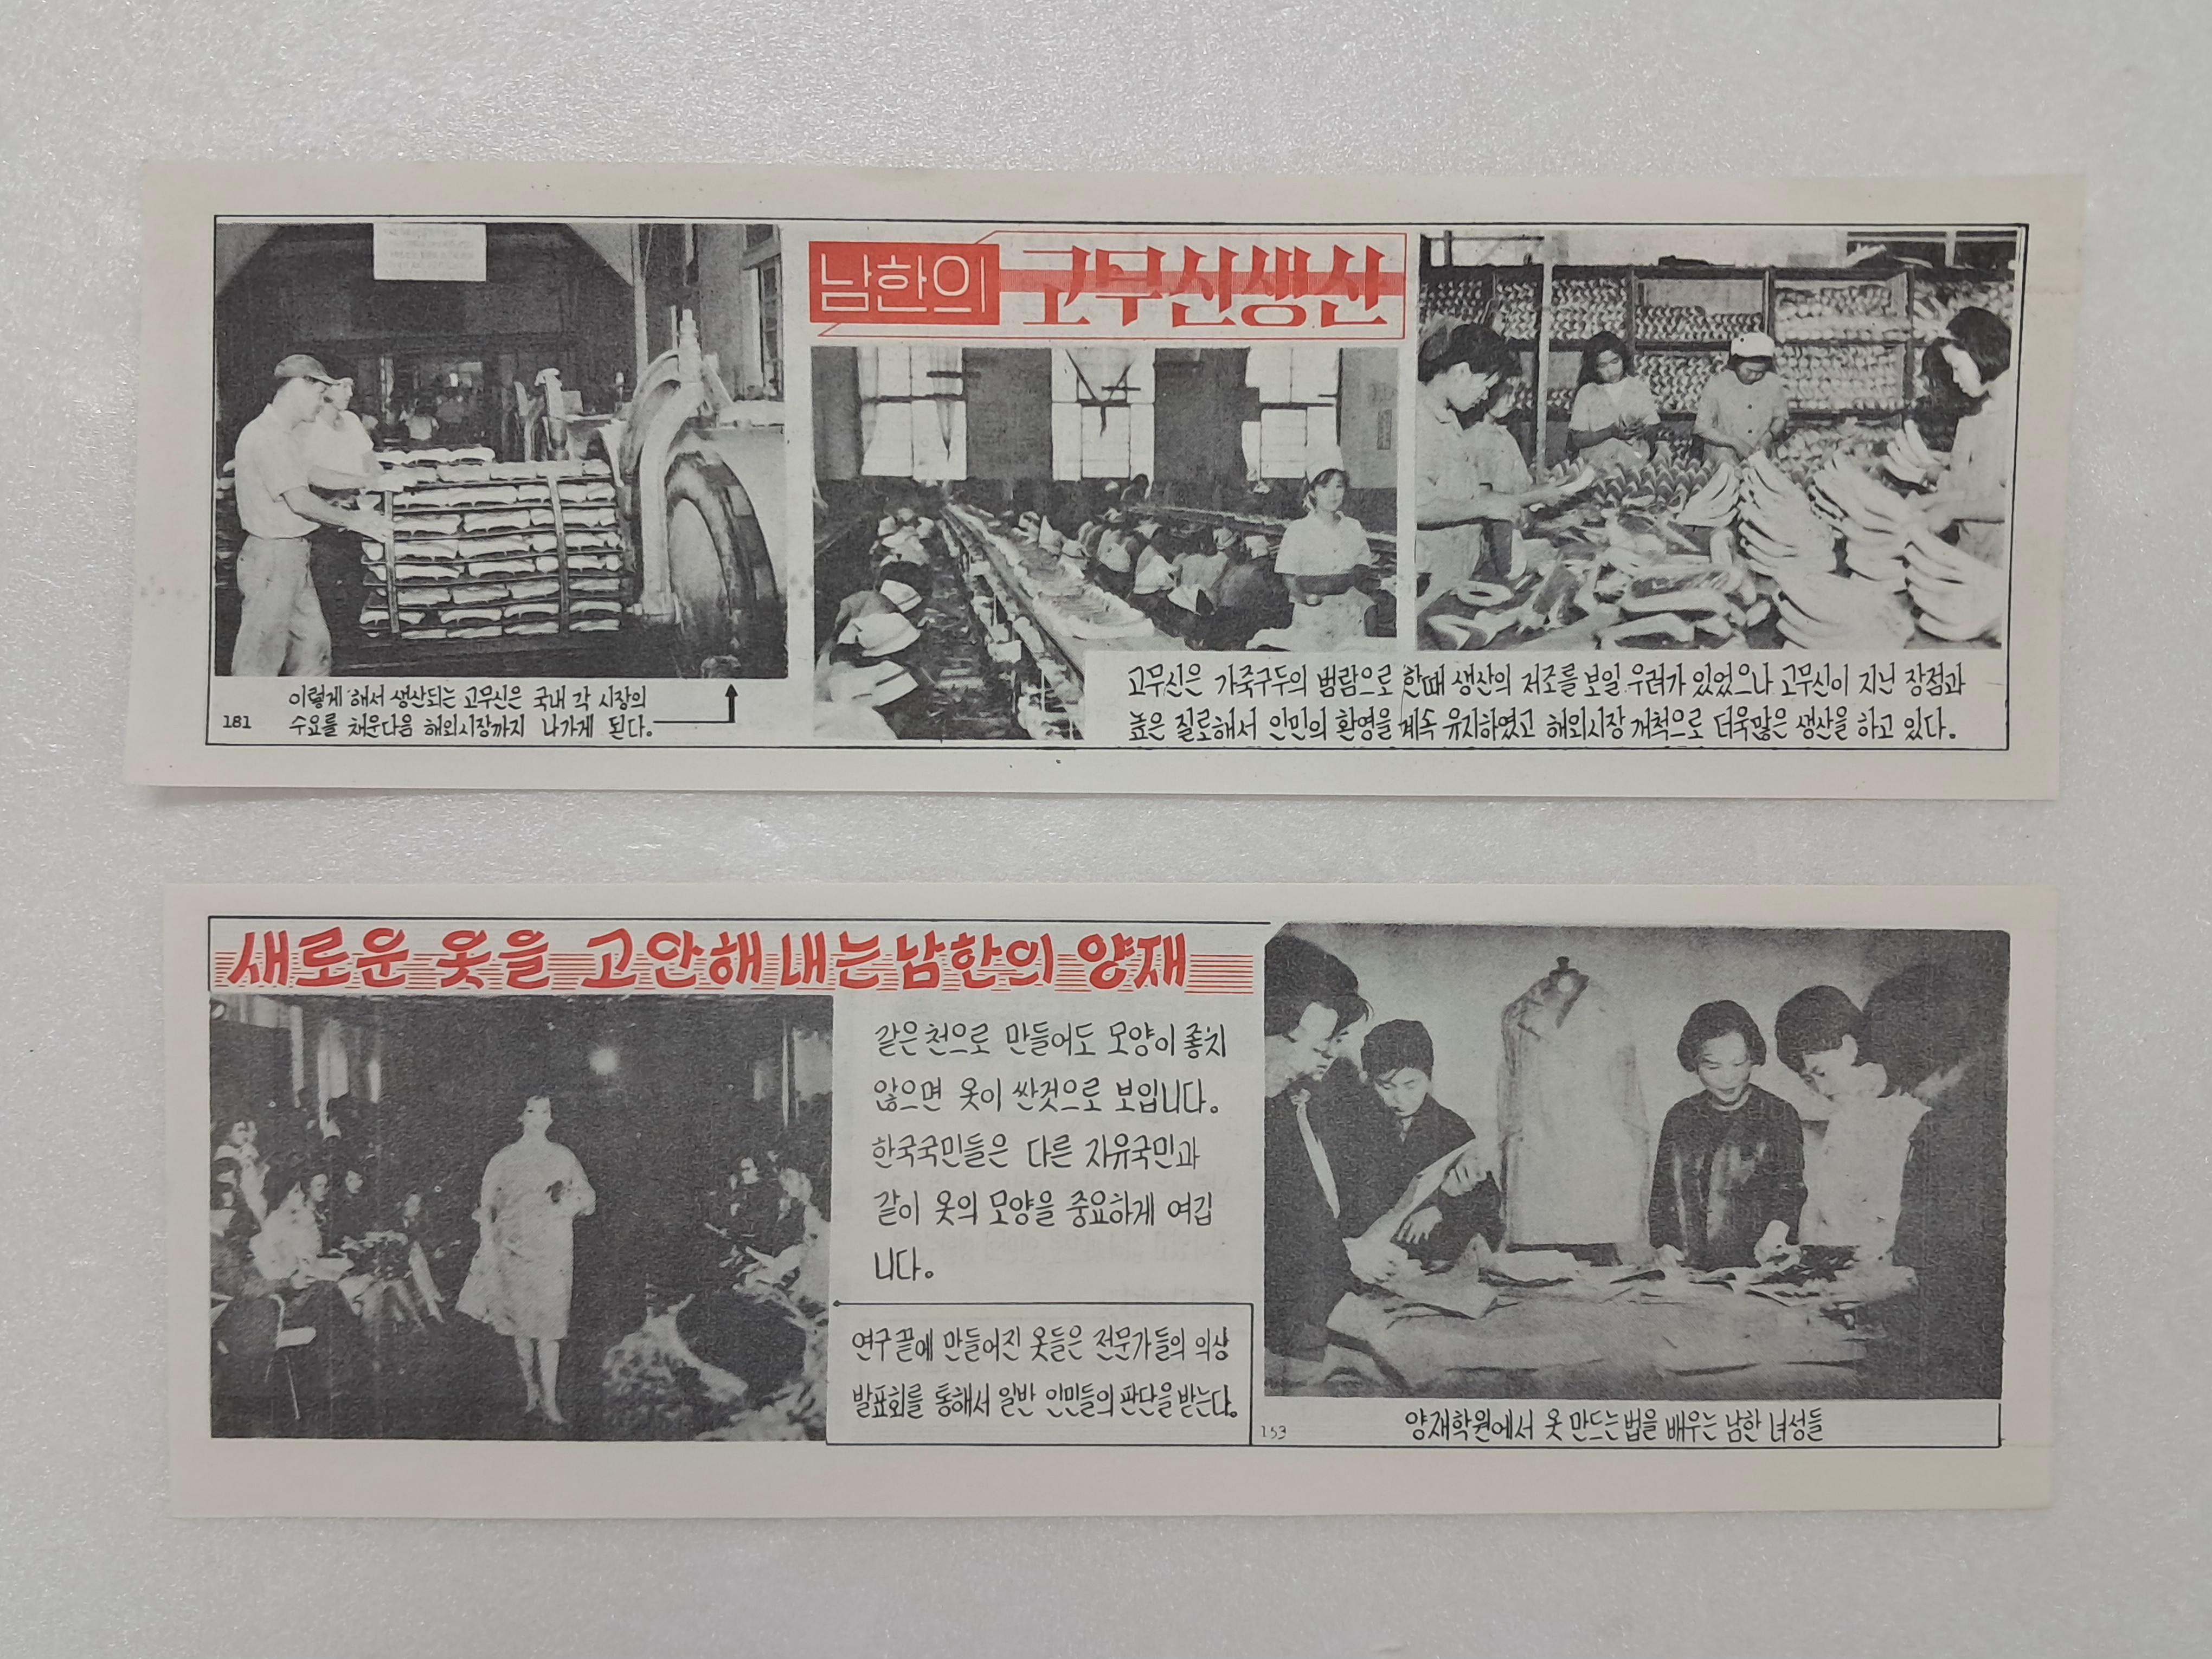 남한의 고무신생산
이렇게 해서 생산되는 고무신은 국내 각 시장의
수요를 채운다음 해외시장까지 나가게 된다.
181
고무신은 가죽구두의 범람으로 한때 생산의 저조를 보일 우려가 있었으나 고무신이 지닌 장점과
높은 질로해서 인민의 환영을 계속 유지하였고 해외시장 개척으로 더욱많은 생산을 하고 있다.
새로운 옷을 고안해 내는 남한의 양재
같은 천으로 만들어도 모양이 좋치
않으면 옷이 싼것으로 보입니다.
한국국민들은 다른 자유국민과
같이 옷의 모양을 중요하게 여깁
니다.
연구 끝에 만들어진 옷들은 전문가들의 의상
발표회를 통해서 일반 인민들의 판단을 받는다.
153
양재학원에서 옷 만드는 법을 배우는 남한 녀성들